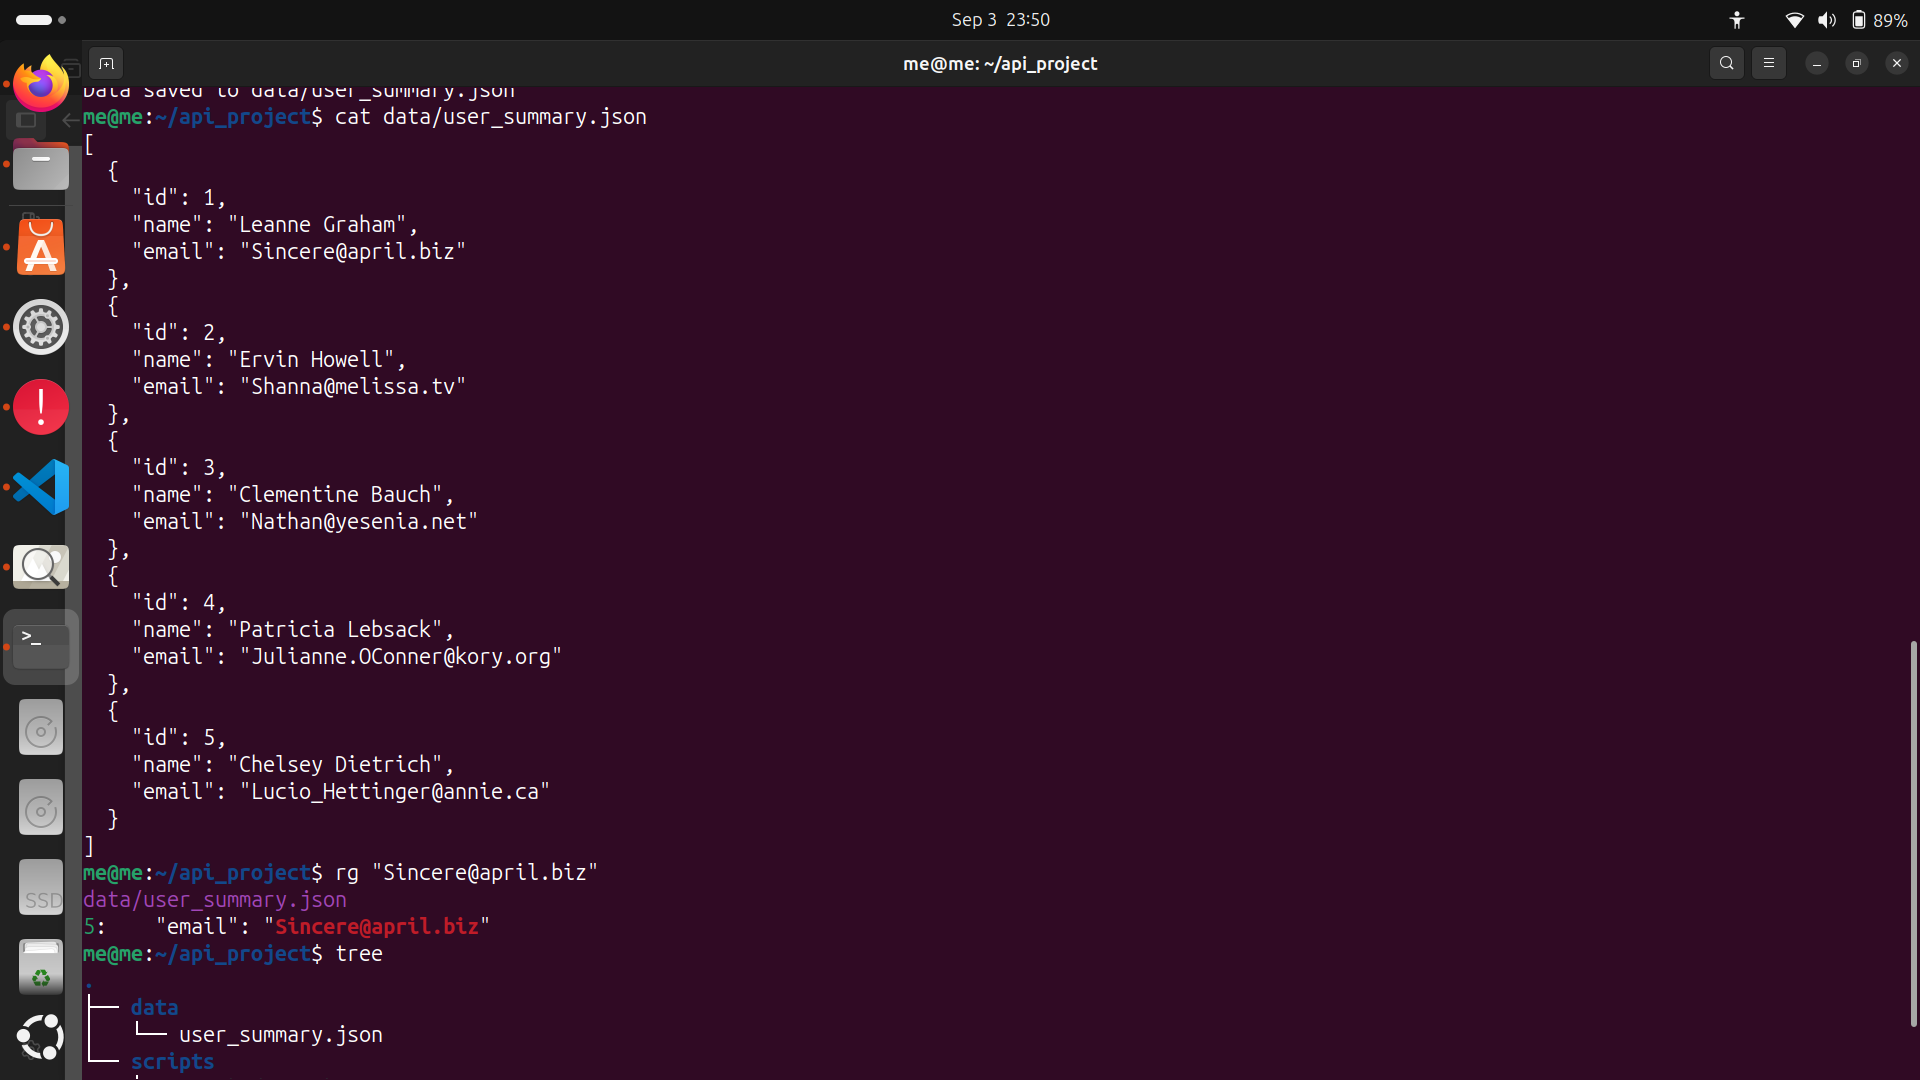 Sep 3 23:50
89%
me@me: ~/api_project
Data saved to data/user_summary.json
me@me:~/api_project$ cat data/user_summary.json
[
  {
    "id": 1,
    "name": "Leanne Graham",
    "email": "Sincere@april.biz"
  },
  {
    "id": 2,
    "name": "Ervin Howell",
    "email": "Shanna@melissa.tv"
  },
  {
    "id": 3,
    "name": "Clementine Bauch",
    "email": "Nathan@yesenia.net"
  },
  {
    "id": 4,
    "name": "Patricia Lebsack",
    "email": "Julianne.OConner@kory.org"
  },
  {
    "id": 5,
    "name": "Chelsey Dietrich",
    "email": "Lucio_Hettinger@annie.ca"
  }
]
me@me:~/api_project$ rg "Sincere@april.biz"
data/user_summary.json
5:    "email": "Sincere@april.biz"
me@me:~/api_project$ tree
.
├── data
│   └── user_summary.json
└── scripts
>_
SSD